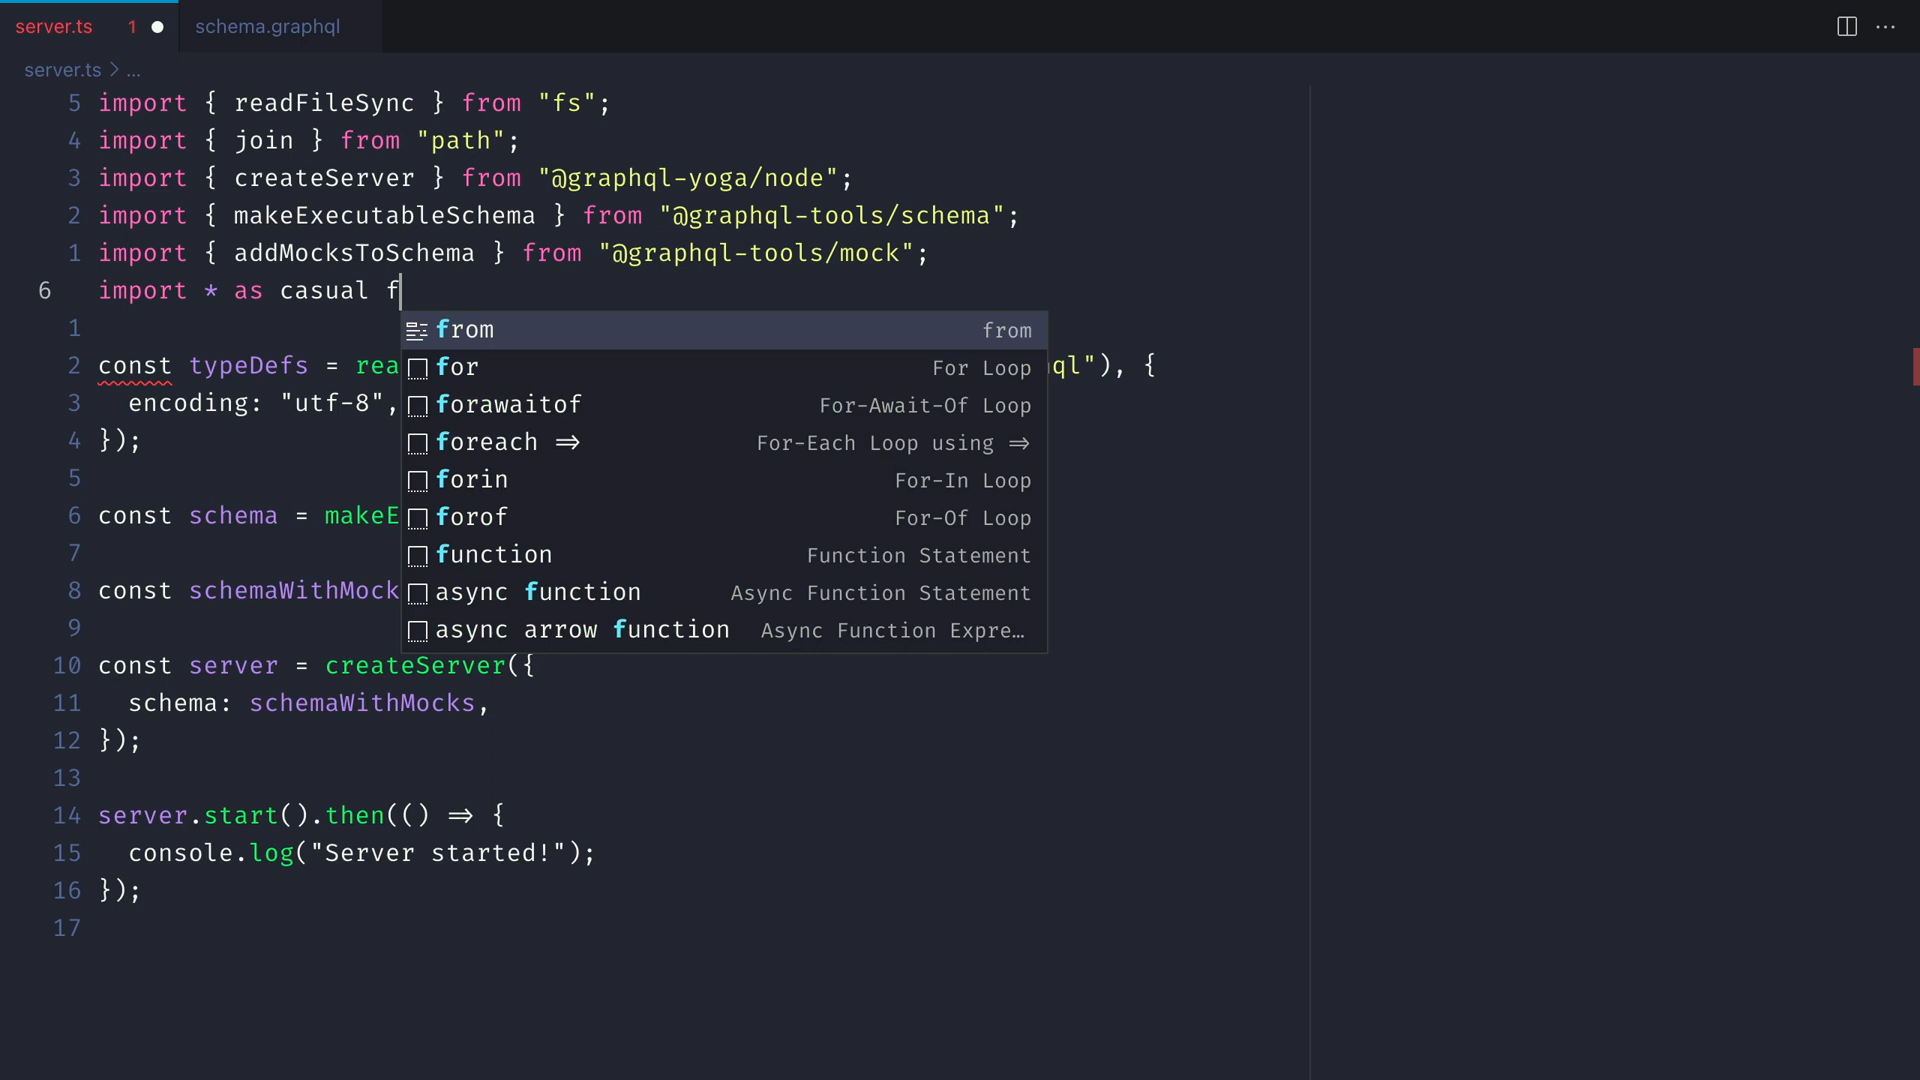 server.ts 1 schema.graphql
server.ts > ...
5 import { readFileSync } from "fs";
4 import { join } from "path";
3 import { createServer } from "@graphql-yoga/node";
2 import { makeExecutableSchema } from "@graphql-tools/schema";
1 import { addMocksToSchema } from "@graphql-tools/mock";
6 import * as casual f
1
from from
2 const typeDefs = rea
for For Loop
ql"), {
3 encoding: "utf-8",
forawaitof For-Await-Of Loop
4 });
foreach ⇒ For-Each Loop using ⇒
5
forin For-In Loop
6 const schema = makeE
forof For-Of Loop
7
function Function Statement
8 const schemaWithMock
async function Async Function Statement
9
async arrow function Async Function Expre…
10 const server = createServer({
11 schema: schemaWithMocks,
12 });
13
14 server.start().then(() ⇒ {
15 console.log("Server started!");
16 });
17